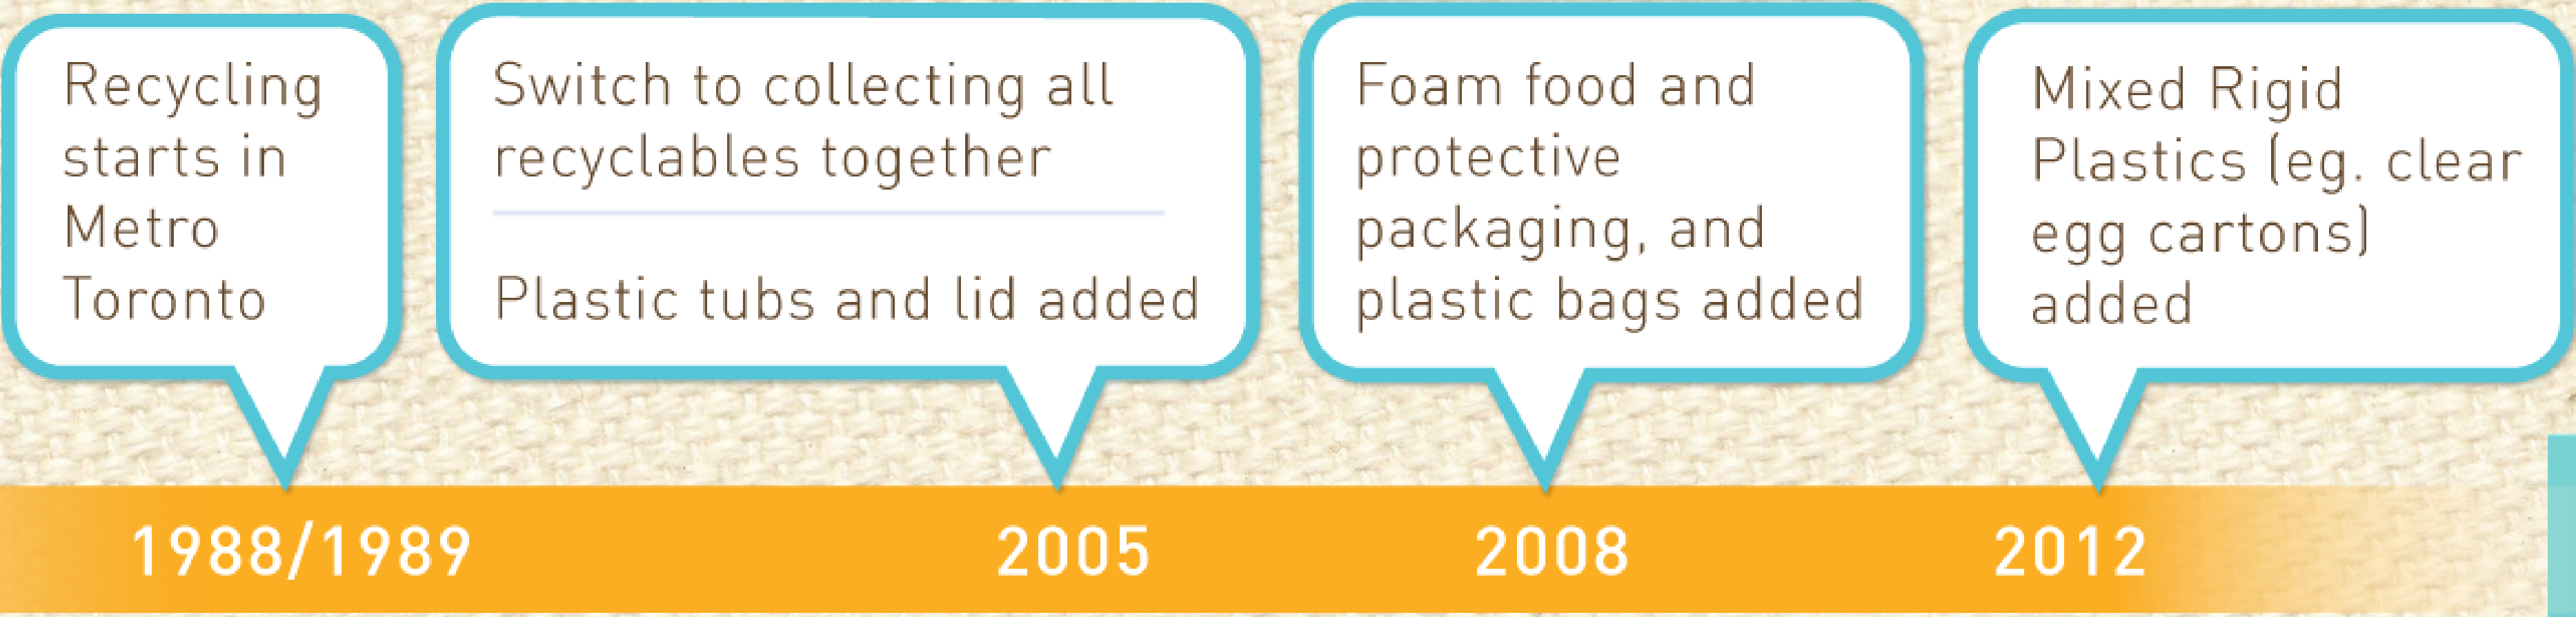 Recycling
starts in
Metro
Toronto
Switch to collecting all
recyclables together
Plastic tubs and lid added
Foam food and
protective
packaging, and
plastic bags added
Mixed Rigid
Plastics (eg. clear
egg cartons)
added
1988/1989
2005
2008
2012